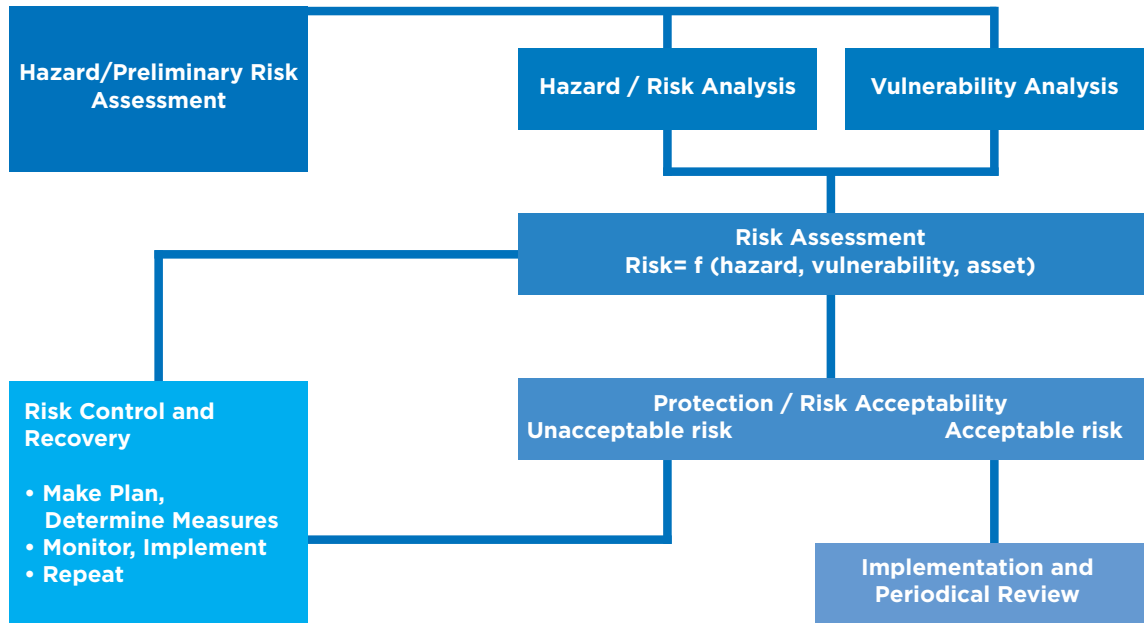 Hazard/Preliminary Risk
Assessment
Hazard / Risk Analysis
Vulnerability Analysis
Risk Assessment
Risk= f (hazard, vulnerability, asset)
Protection / Risk Acceptability
Unacceptable risk
Acceptable risk
Risk Control and
Recovery
• Make Plan,
Determine Measures
• Monitor, Implement
• Repeat
Implementation and
Periodical Review